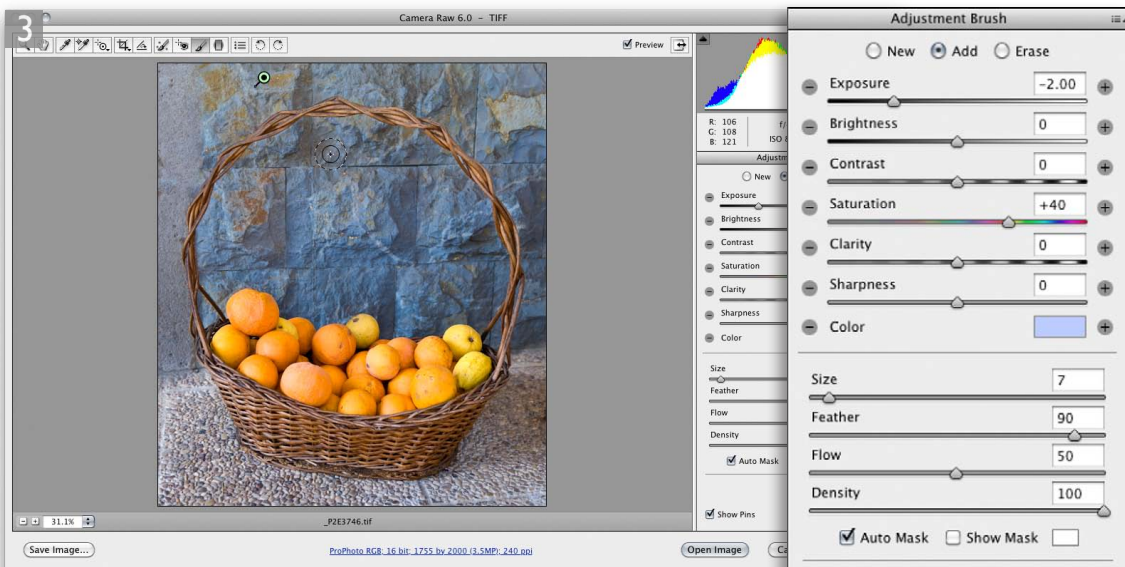 3
Camera Raw 6.0 – TIFF
Preview
R: 106
G: 108
B: 121
f/
ISO
New
Exposure
Brightness
Contrast
Saturation
Clarity
Sharpness
Color
Size
Feather
Flow
Density
Auto Mask
Show Pins
31.1%
_P2E3746.tif
Save Image...
ProPhoto RGB; 16 bit; 1755 by 2000 (3.5MP); 240 ppi
Open Image
Adjustment Brush
New Add Erase
Exposure -2.00
Brightness 0
Contrast 0
Saturation +40
Clarity 0
Sharpness 0
Color
Size 7
Feather 90
Flow 50
Density 100
Auto Mask Show Mask